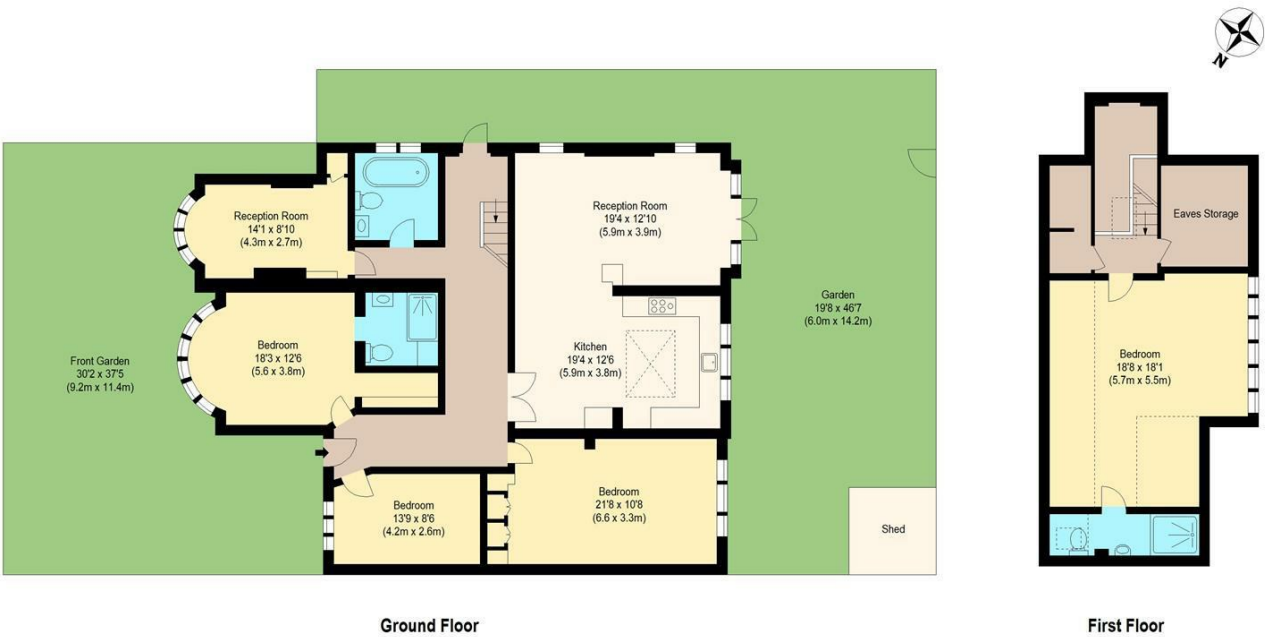 N
Reception Room
14'1 x 8'10
(4.3m x 2.7m)
Reception Room
19'4 x 12'10
(5.9m x 3.9m)
Eaves Storage
Garden
19'8 x 46'7
(6.0m x 14.2m)
Front Garden
30'2 x 37'5
(9.2m x 11.4m)
Bedroom
18'3 x 12'6
(5.6 x 3.8m)
Kitchen
19'4 x 12'6
(5.9m x 3.8m)
Bedroom
18'8 x 18'1
(5.7m x 5.5m)
Bedroom
13'9 x 8'6
(4.2m x 2.6m)
Bedroom
21'8 x 10'8
(6.6 x 3.3m)
Shed
Ground Floor
First Floor